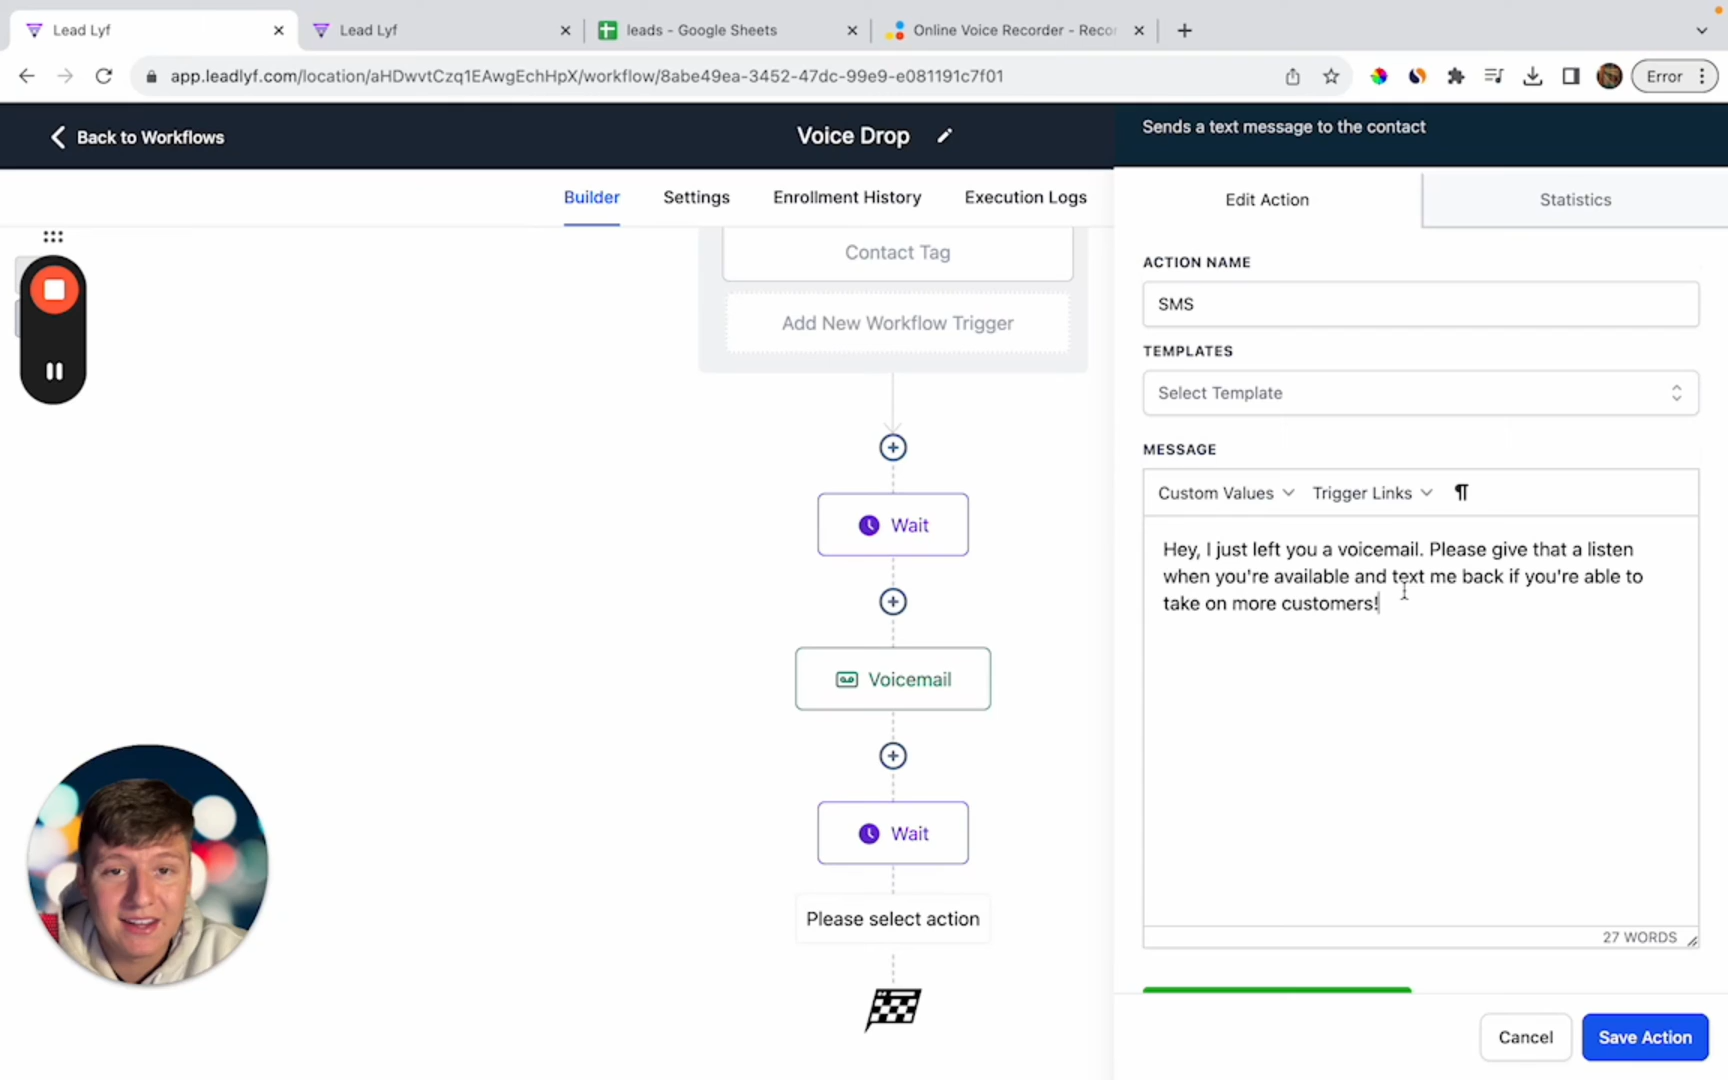 Lead Lyf
Lead Lyf
leads - Google Sheets
Online Voice Recorder - Recor
app.leadlyf.com/location/aHDwvtCzq1EAwgEchHpX/workflow/8abe49ea-3452-47dc-99e9-e081191c7f01
Error
Back to Workflows
Voice Drop
Sends a text message to the contact
Builder
Settings
Enrollment History
Execution Logs
Edit Action
Statistics
Contact Tag
Add New Workflow Trigger
Wait
Voicemail
Wait
Please select action
ACTION NAME
SMS
TEMPLATES
Select Template
MESSAGE
Custom Values
Trigger Links
¶
Hey, I just left you a voicemail. Please give that a listen
when you're available and text me back if you're able to
take on more customers!
27 WORDS
Cancel
Save Action